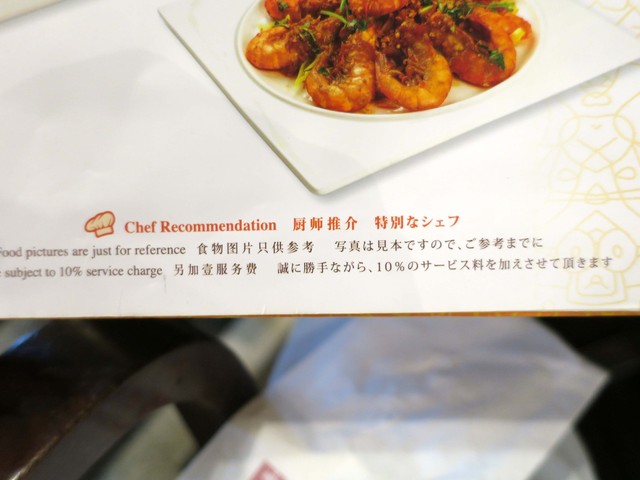 Chef Recommendation 厨师推介 特別なシェフ
Food pictures are just for reference 食物图片只供参考 写真は見本ですので、ご参考までに
subject to 10% service charge 另加壹服务费 誠に勝手ながら、10%のサービス料を加えさせて頂きます